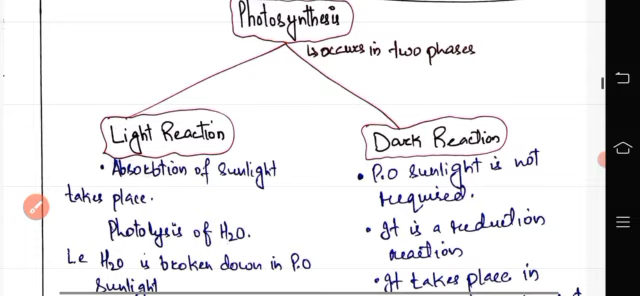 Photosynthesis
↳ occurs in two phases
Light Reaction
• Absorbtion of Sunlight
takes place.
Photolysis of H2O.
i.e H2O is broken down in P.O
Sunlight
Dark Reaction
• P.O sunlight is not
required.
• It is a reduction
reaction
• It takes place in